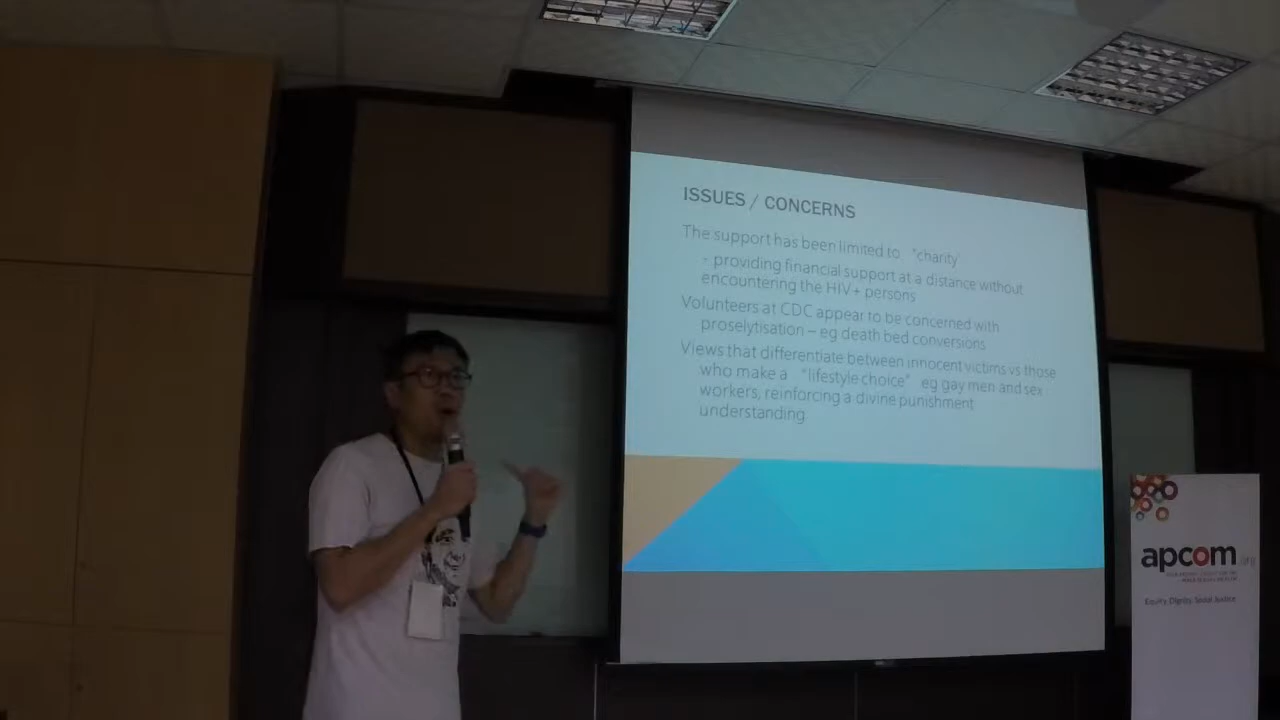 ISSUES / CONCERNS
The support has been limited to "charity'
- providing financial support at a distance without
encountering the HIV+ persons
Volunteers at CDC appear to be concerned with
proselytisation – eg death bed conversions
Views that differentiate between innocent victims vs those
who make a "lifestyle choice" eg gay men and sex
workers, reinforcing a divine punishment
understanding
apcom.org
Equity. Dignity. Social Justice.